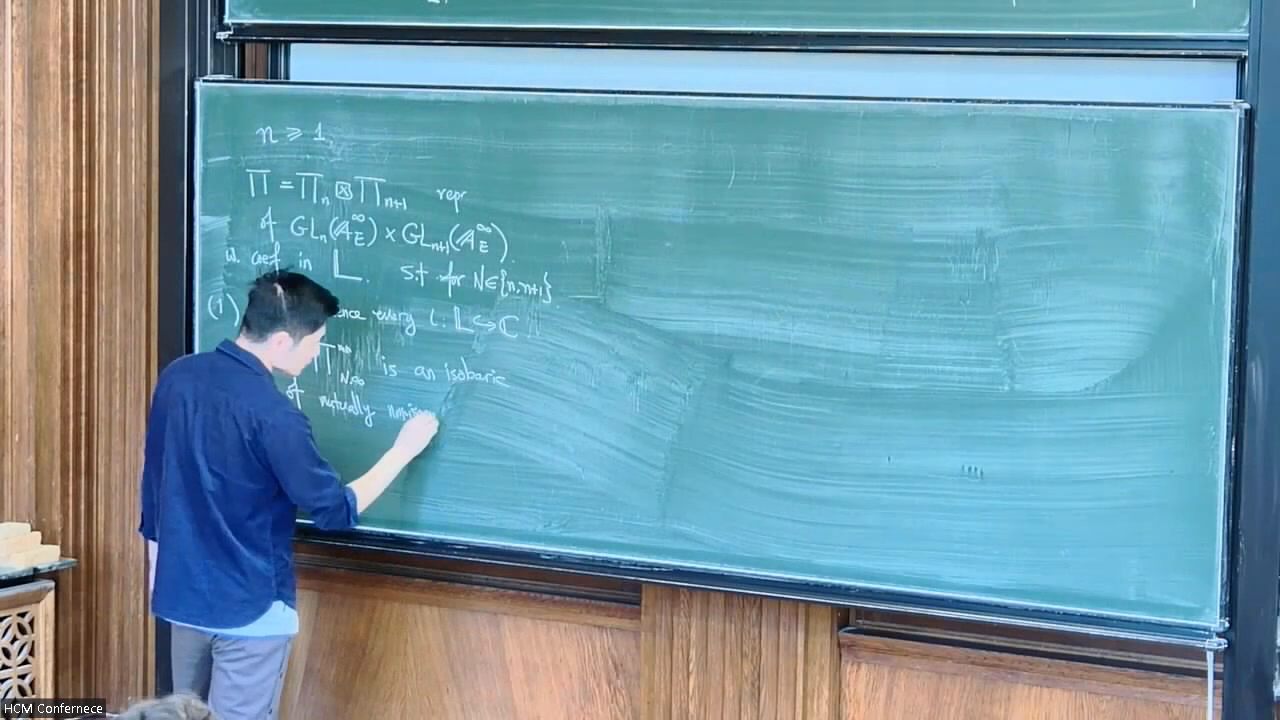 n ≥ 1
Π = Π_n ⊠ Π_{n+1} repr
of GL_n(𝔸_E^∞) × GL_{n+1}(𝔸_E^∞).
w. coef in 𝕃. s.t for N∈{n, n+1}
(1) every ι: 𝕃 ↪ ℂ
is an isobaric
of mutually
HCM Confernece